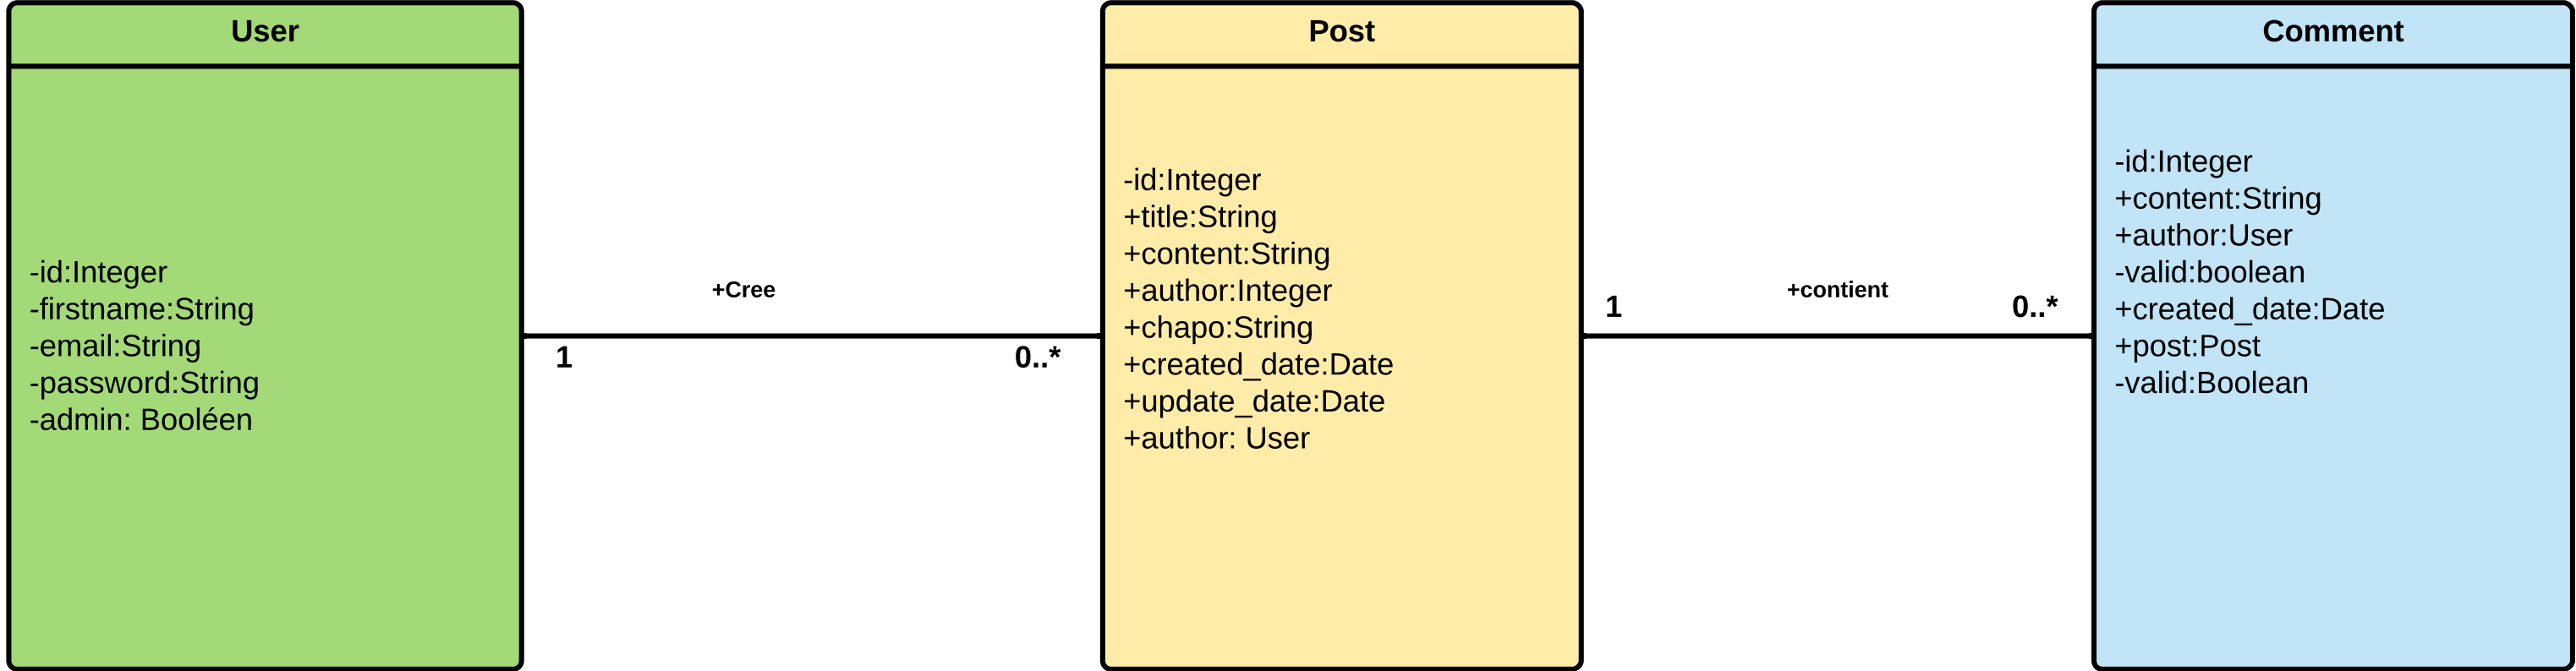 User
-id:Integer
-firstname:String
-email:String
-password:String
-admin: Booléen
+Cree
1
0..*
Post
-id:Integer
+title:String
+content:String
+author:Integer
+chapo:String
+created_date:Date
+update_date:Date
+author: User
1
+contient
0..*
Comment
-id:Integer
+content:String
+author:User
-valid:boolean
+created_date:Date
+post:Post
-valid:Boolean